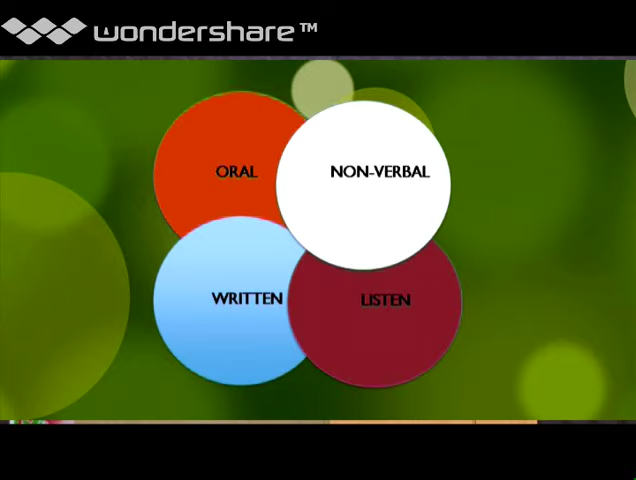 wondershare™
ORAL
NON-VERBAL
WRITTEN
LISTEN